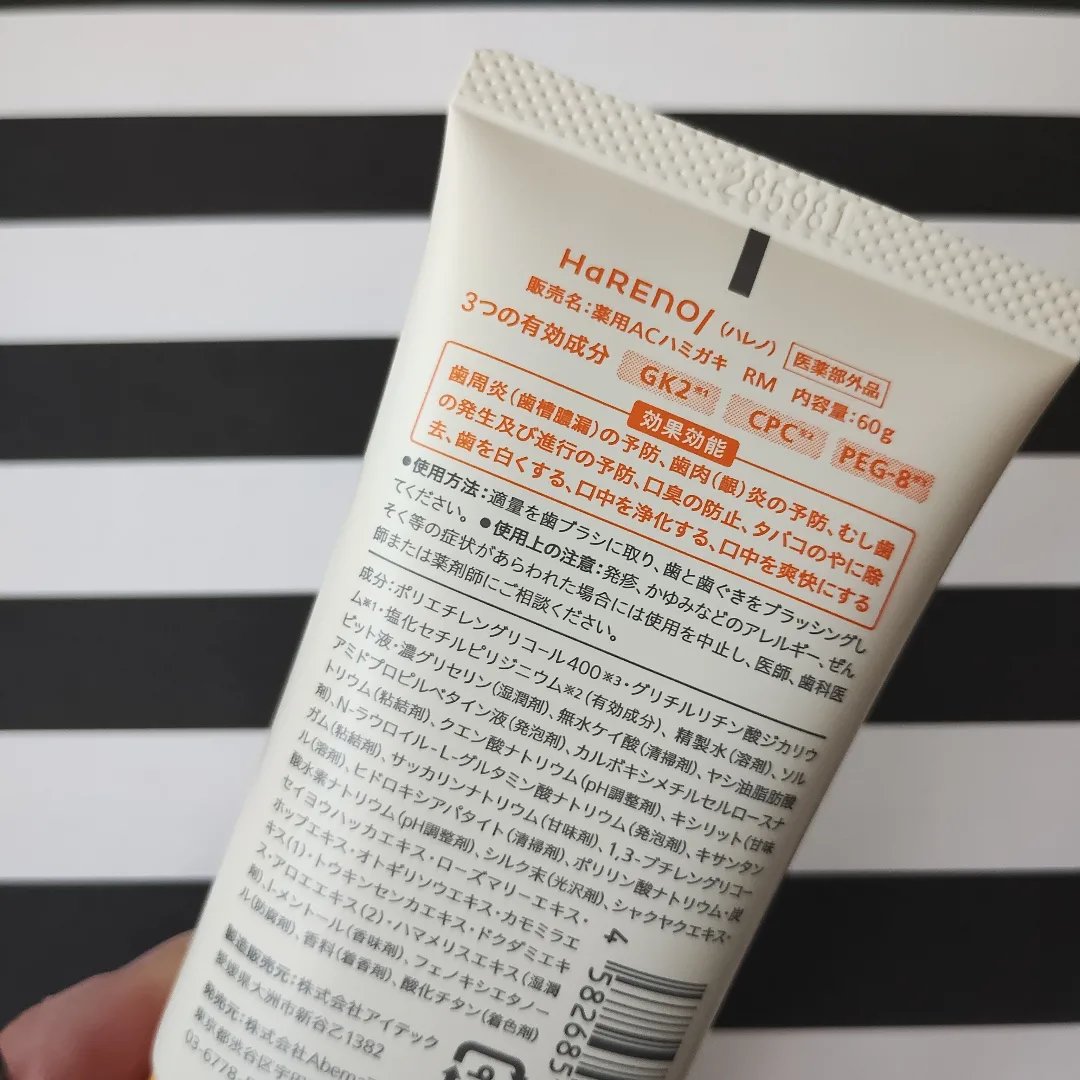 285981
HaRENO/ (ハレノ) 医薬部外品
販売名:薬用ACハミガキ RM 内容量:60g
3つの有効成分 GK2※1 CPC※2 PEG-8※3
効果効能
歯周炎(歯槽膿漏)の予防、歯肉(齦)炎の予防、むし歯
の発生及び進行の予防、口臭の防止、タバコのやに除
去、歯を白くする、口中を浄化する、口中を爽快にする
●使用方法:適量を歯ブラシに取り、歯と歯ぐきをブラッシングし
てください。 ●使用上の注意:発疹、かゆみなどのアレルギー、ぜん
そく等の症状があらわれた場合には使用を中止し、医師、歯科医
師または薬剤師にご相談ください。
成分:ポリエチレングリコール400※3・グリチルリチン酸ジカリウ
ム※1・塩化セチルピリジニウム※2(有効成分)、精製水(溶剤)、ソル
ビット液・濃グリセリン(湿潤剤)、無水ケイ酸(清掃剤)、ヤシ油脂肪酸
アミドプロピルベタイン液(発泡剤)、カルボキシメチルセルロースナ
トリウム(粘結剤)、クエン酸ナトリウム(pH調整剤)、キシリット(甘味
剤)、N-ラウロイル-L-グルタミン酸ナトリウム(発泡剤)、キサンタン
ガム(粘結剤)、サッカリンナトリウム(甘味剤)、1,3-ブチレングリコー
ル(溶剤)、ヒドロキシアパタイト(清掃剤)、ポリリン酸ナトリウム・炭
酸水素ナトリウム(pH調整剤)、シルク末(光沢剤)、シャクヤクエキス・
セイヨウハッカエキス・ローズマリーエキス・
ホップエキス・オトギリソウエキス・カモミラエ
キス(1)・トウキンセンカエキス・ドクダミエキ
ス・アロエエキス(2)・ハマメリスエキス(湿潤
剤)、l-メントール(香味剤)、フェノキシエタノー
ル(防腐剤)、香料(着香剤)、酸化チタン(着色剤)
製造販売元:株式会社アイテック
愛媛県大洲市新谷乙1382
発売元:株式会社Abema
東京都渋谷区宇田
03-6778-
4 582685